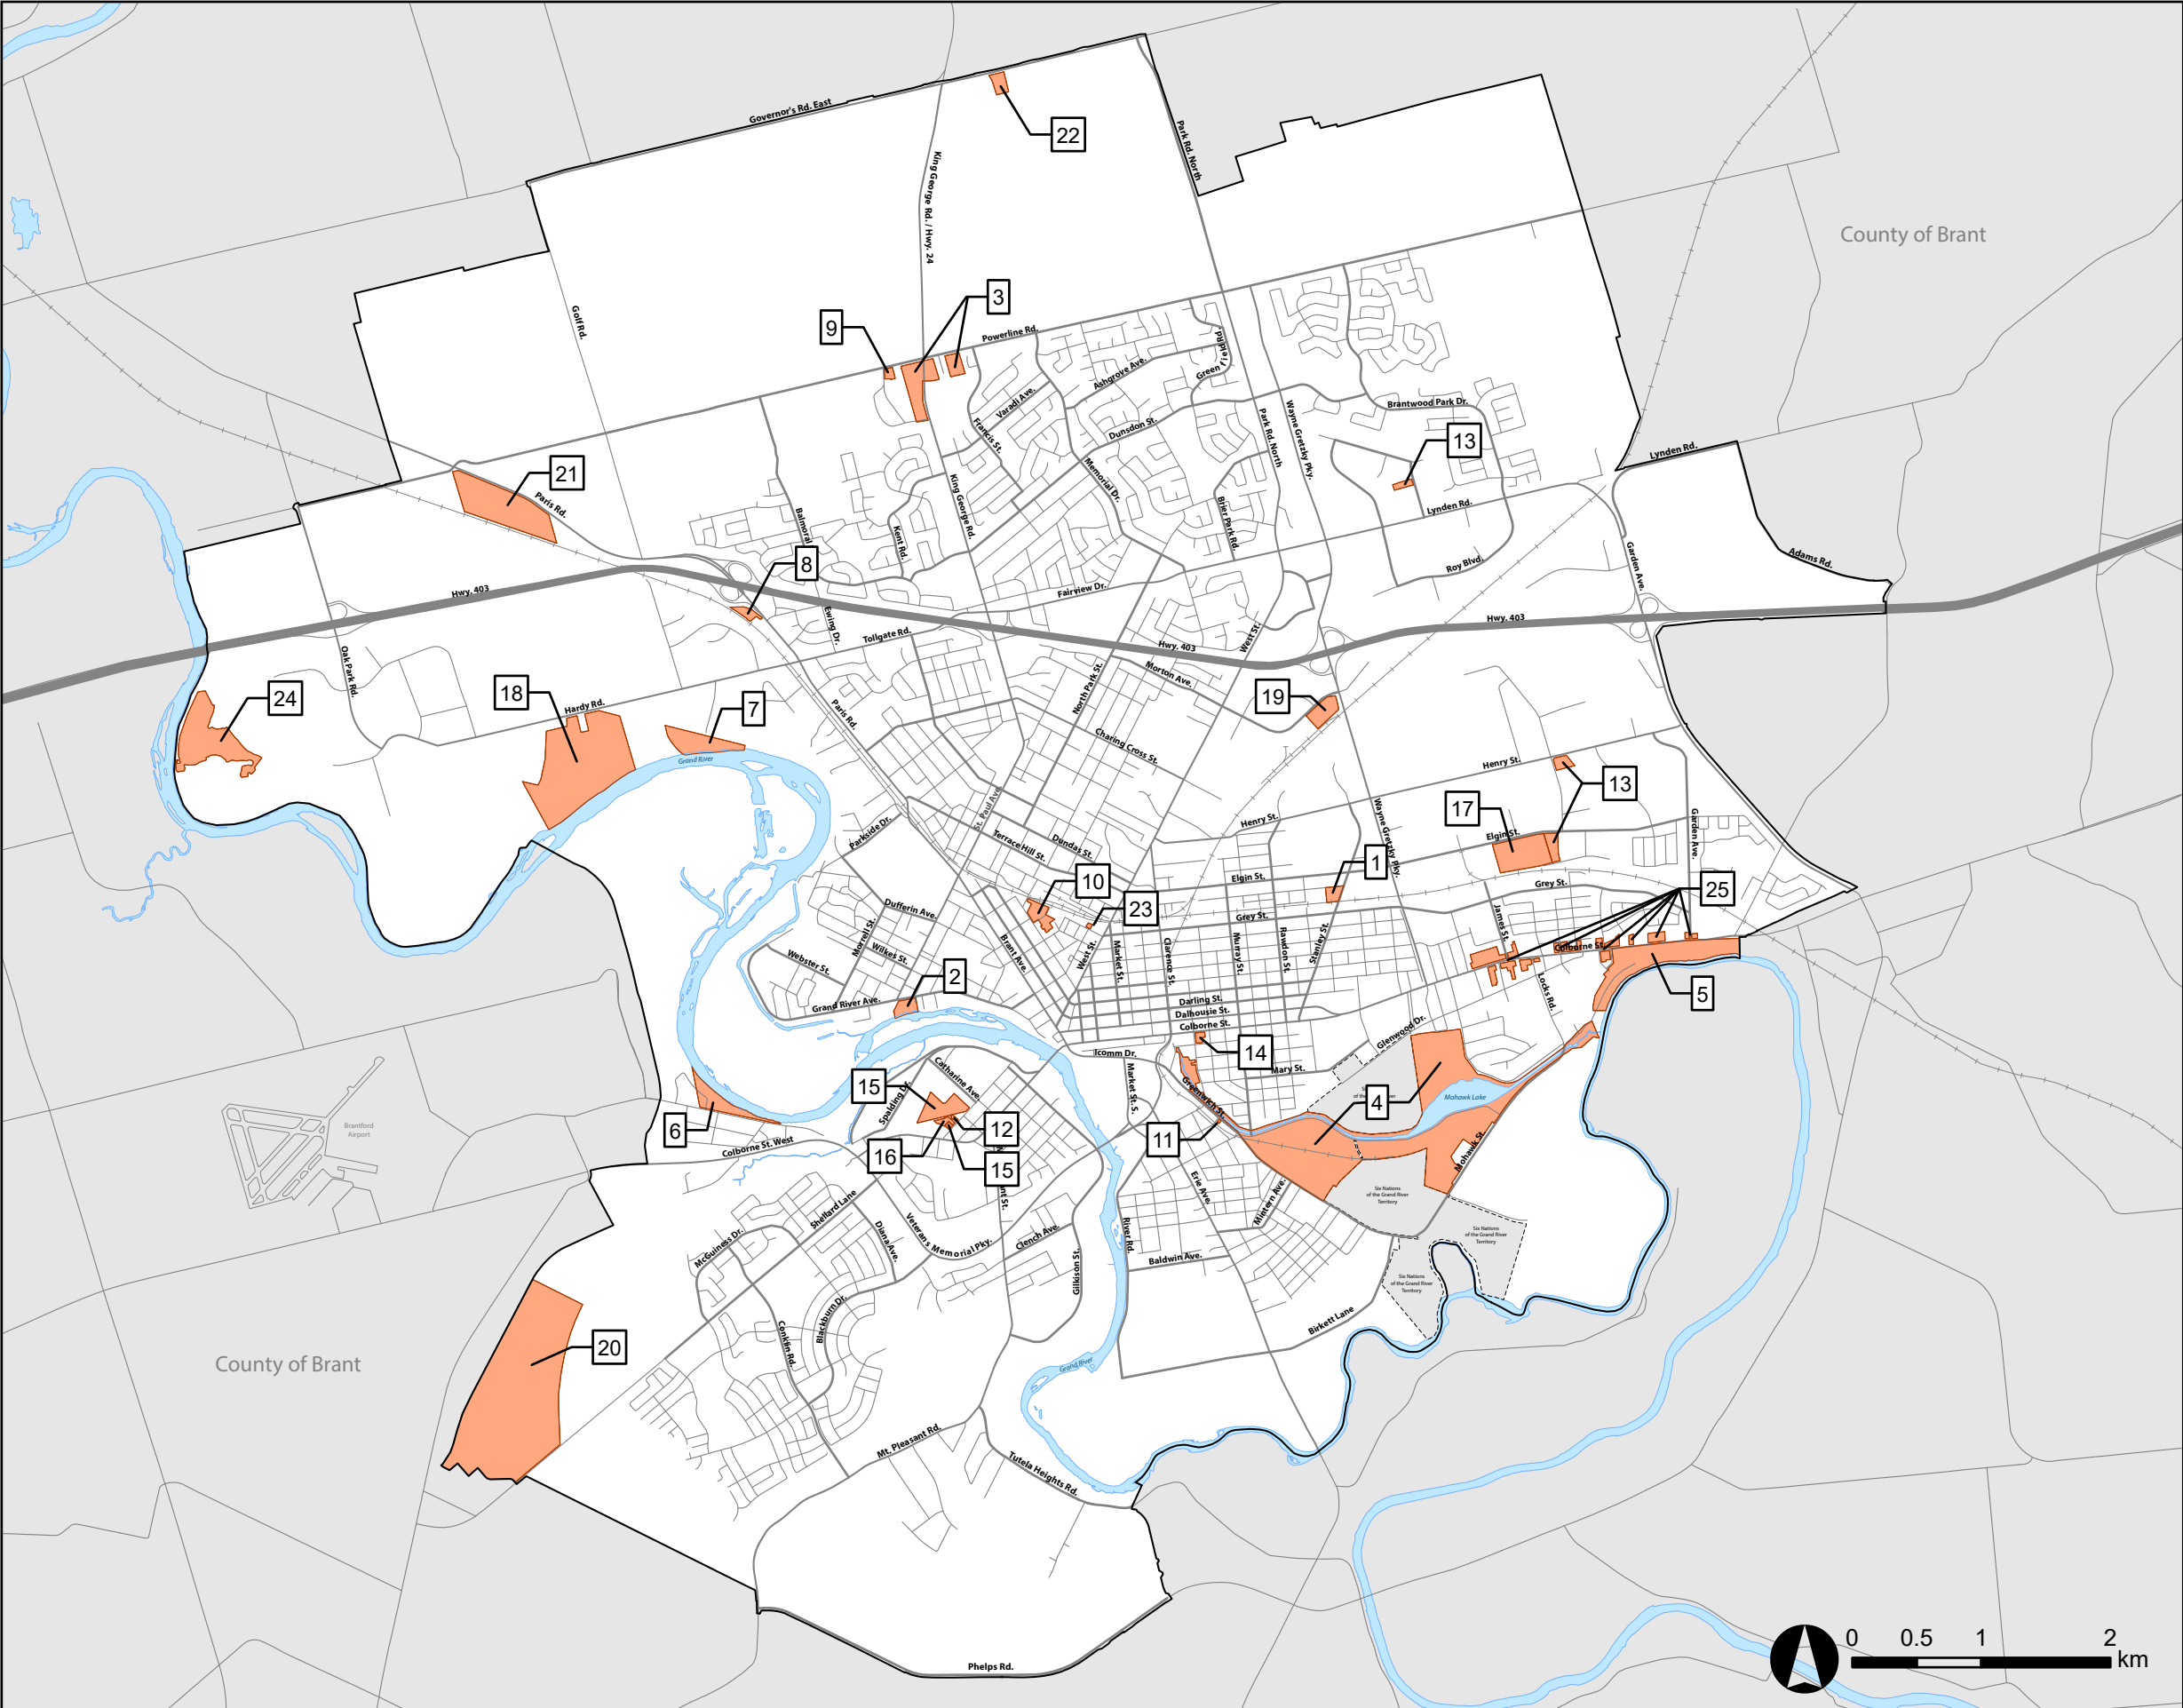 Governor's Rd. East
22
Park Rd. North
King George Rd. / Hwy. 24
County of Brant
Golf Rd.
3
9
Powerline Rd.
Ashgrove Ave.
Green
Varadi Ave.
Francis St.
Dunsdon St.
Brantwood Park Dr.
Park Rd. North
Wayne Gretzky Pky.
13
Lynden Rd.
21
Paris Rd.
Memorial Dr.
King George Rd.
Balmoral
Kent Rd.
Brier Park Rd.
Lynden Rd.
8
Roy Blvd.
Garden Ave.
Adams Rd.
Hwy. 403
Fairview Dr.
Ewing Dr.
Tollgate Rd.
Hwy. 403
Hwy. 403
West St.
Oak Park Rd.
Morton Ave.
North Park St.
24
18
Hardy Rd.
7
19
Paris Rd.
Charing Cross St.
Grand River
Henry St.
13
17
Wayne Gretzky Pky.
St. Paul Ave.
Parkside Dr.
Terrace Hill St.
Dundas St.
Henry St.
Elgin St.
Garden Ave.
1
10
Elgin St.
Grey St.
25
23
Dufferin Ave.
Grey St.
James St.
Morrell St.
Wilkes St.
Brant Ave.
West St.
Market St.
Clarence St.
Murray St.
Rawdon St.
Stanley St.
Colborne St.
Webster St.
2
Locks Rd.
5
Grand River Ave.
Darling St.
Dalhousie St.
Colborne St.
Glenwood Dr.
Icomm Dr.
14
Mary St.
Catharine Ave.
15
Spalding Dr.
Market St. S.
Greenwich St.
4
Mohawk Lake
6
12
11
Colborne St. West
16
15
Mohawk St.
Brantford
Airport
Shellard Lane
Erie Ave.
Mintern Ave.
Six Nations
of the Grand River
Territory
Veterans Memorial Pky.
Diana Ave.
McGuiness Dr.
Clench Ave.
River Rd.
Baldwin Ave.
Gilkison St.
Six Nations
of the Grand River
Territory
Six Nations
of the Grand River
Territory
Blackburn Dr.
Conklin Rd.
Birkett Lane
20
County of Brant
Grand River
Mt. Pleasant Rd.
Tutela Heights Rd.
Phelps Rd.
0 0.5 1 2
km